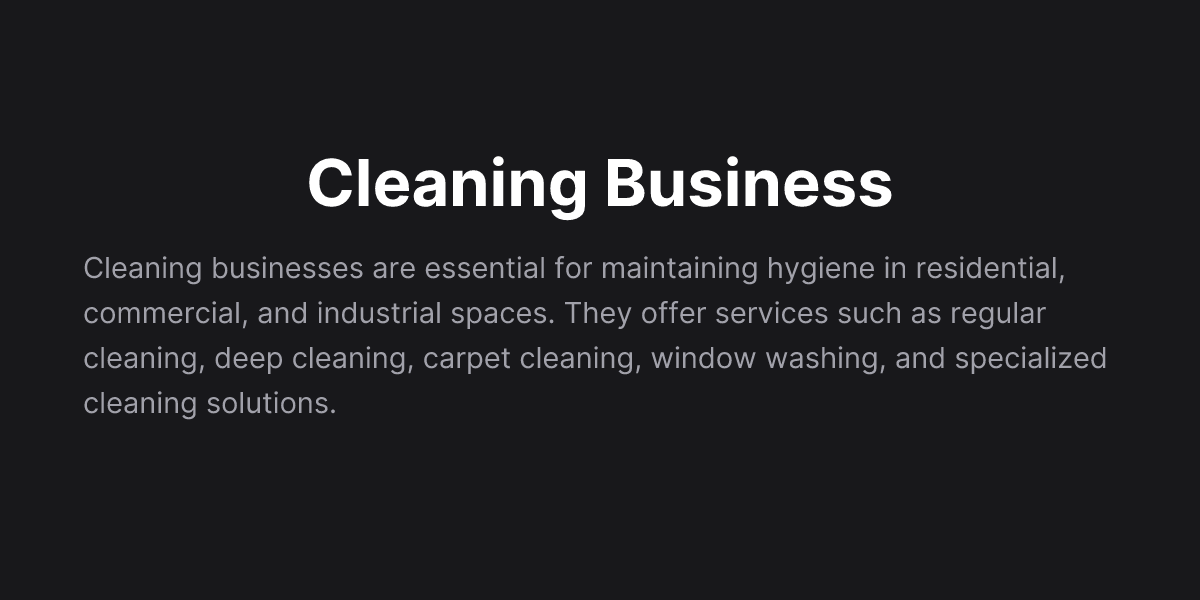 Cleaning Business
Cleaning businesses are essential for maintaining hygiene in residential,
commercial, and industrial spaces. They offer services such as regular
cleaning, deep cleaning, carpet cleaning, window washing, and specialized
cleaning solutions.